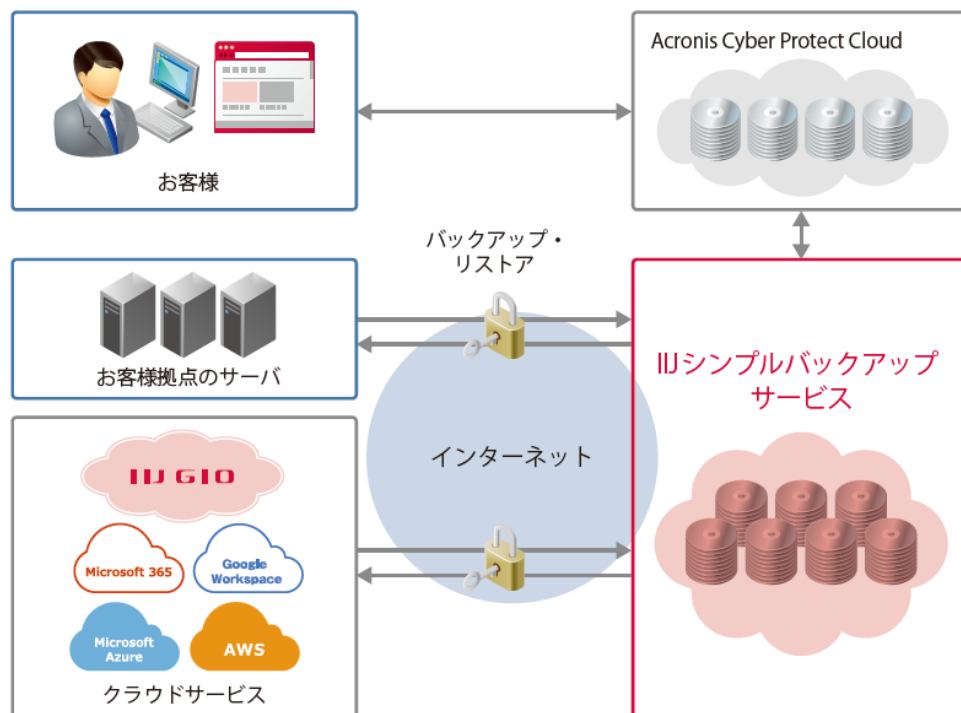 お客様
Acronis Cyber Protect Cloud
バックアップ・
リストア
お客様拠点のサーバ
IIJシンプルバックアップ
サービス
インターネット
IIJ GIO
Microsoft 365
Google
Workspace
Microsoft
Azure
AWS
クラウドサービス